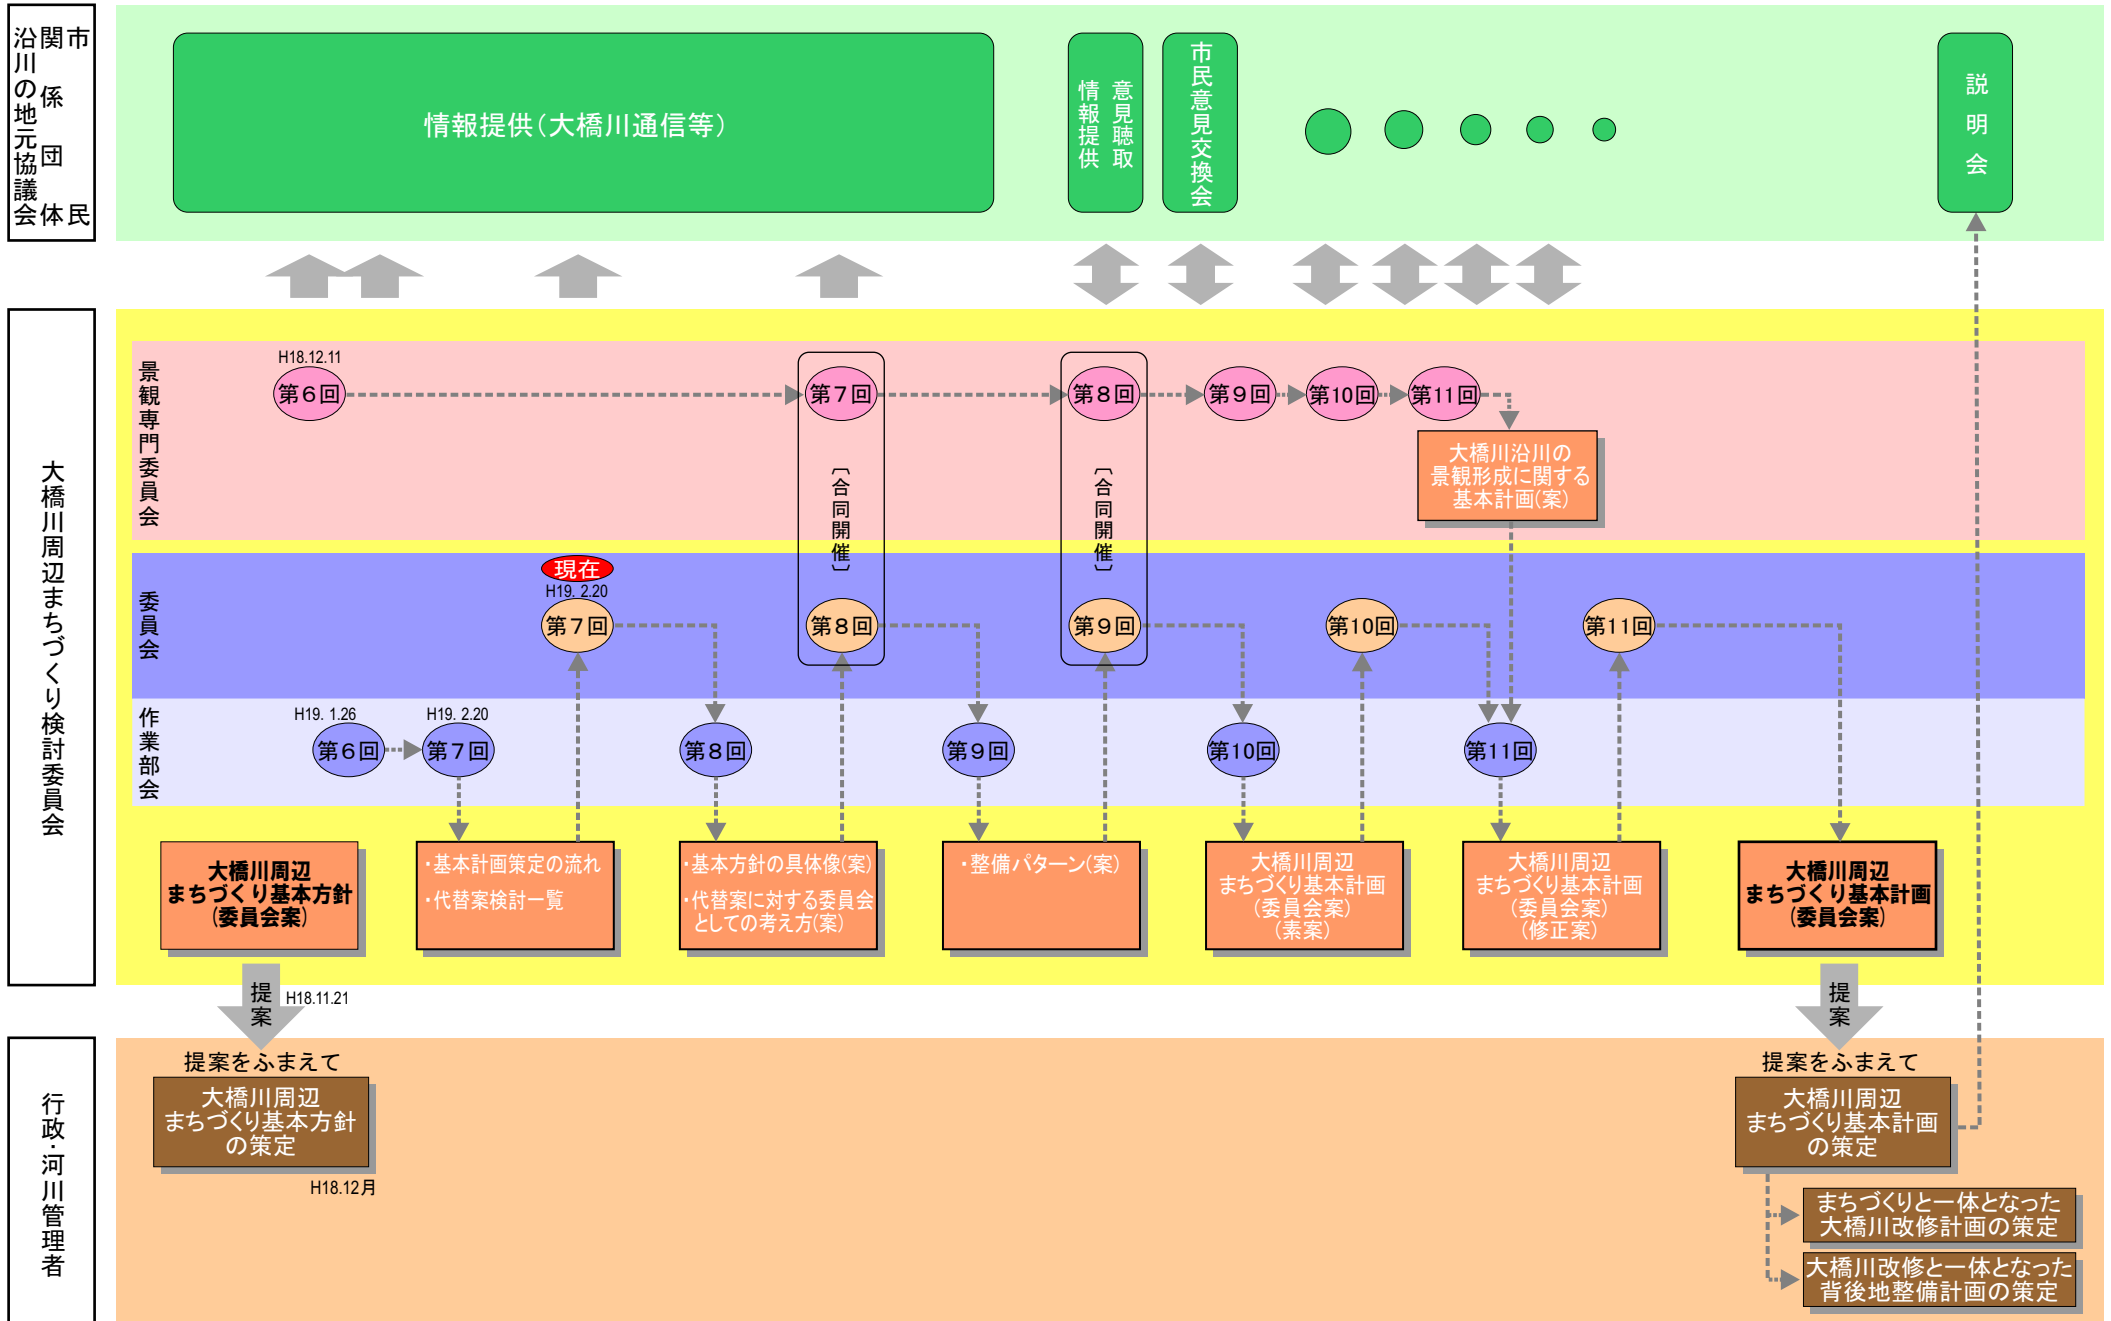 市民
関係団体
沿川の地元協議会
情報提供(大橋川通信等)
意見聴取
情報提供
市民意見交換会
説明会
大橋川周辺まちづくり検討委員会
景観専門委員会
H18.12.11
第6回
第7回
第8回
第9回
第10回
第11回
大橋川沿川の
景観形成に関する
基本計画(案)
〔合同開催〕
〔合同開催〕
委員会
現在
H19. 2.20
第7回
第8回
第9回
第10回
第11回
作業部会
H19. 1.26
第6回
H19. 2.20
第7回
第8回
第9回
第10回
第11回
大橋川周辺
まちづくり基本方針
(委員会案)
・基本計画策定の流れ
・代替案検討一覧
・基本方針の具体像(案)
・代替案に対する委員会
としての考え方(案)
・整備パターン(案)
大橋川周辺
まちづくり基本計画
(委員会案)
(素案)
大橋川周辺
まちづくり基本計画
(委員会案)
(修正案)
大橋川周辺
まちづくり基本計画
(委員会案)
提案
H18.11.21
提案
行政・河川管理者
提案をふまえて
大橋川周辺
まちづくり基本方針
の策定
H18.12月
提案をふまえて
大橋川周辺
まちづくり基本計画
の策定
まちづくりと一体となった
大橋川改修計画の策定
大橋川改修と一体となった
背後地整備計画の策定